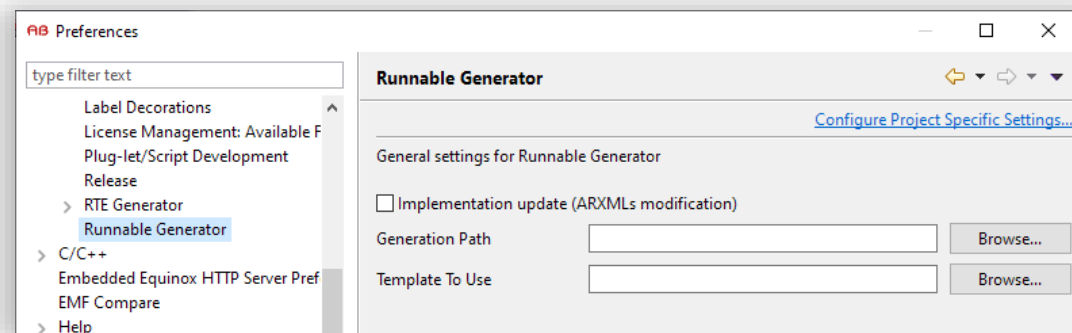 AB Preferences
type filter text
Label Decorations
License Management: Available F
Plug-let/Script Development
Release
RTE Generator
Runnable Generator
C/C++
Embedded Equinox HTTP Server Pref
EMF Compare
Help
Runnable Generator
Configure Project Specific Settings...
General settings for Runnable Generator
Implementation update (ARXMLs modification)
Generation Path
Browse...
Template To Use
Browse...